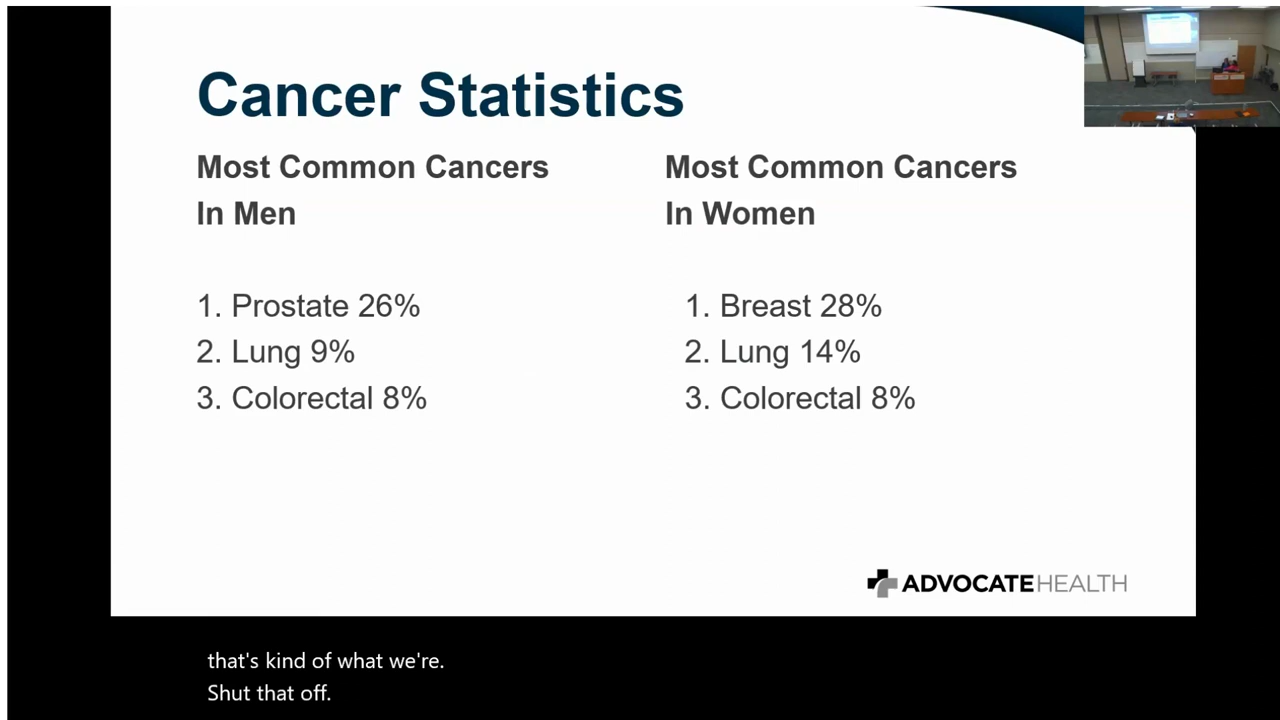 Cancer Statistics
Most Common Cancers
In Men
1. Prostate 26%
2. Lung 9%
3. Colorectal 8%
Most Common Cancers
In Women
1. Breast 28%
2. Lung 14%
3. Colorectal 8%
ADVOCATEHEALTH
that's kind of what we're.
Shut that off.